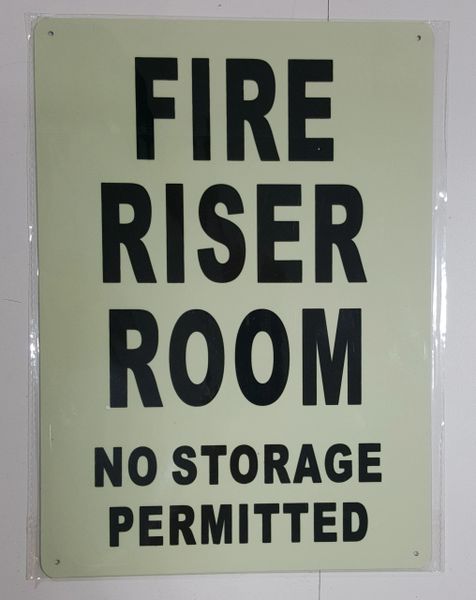 FIRE
RISER
ROOM
NO STORAGE
PERMITTED